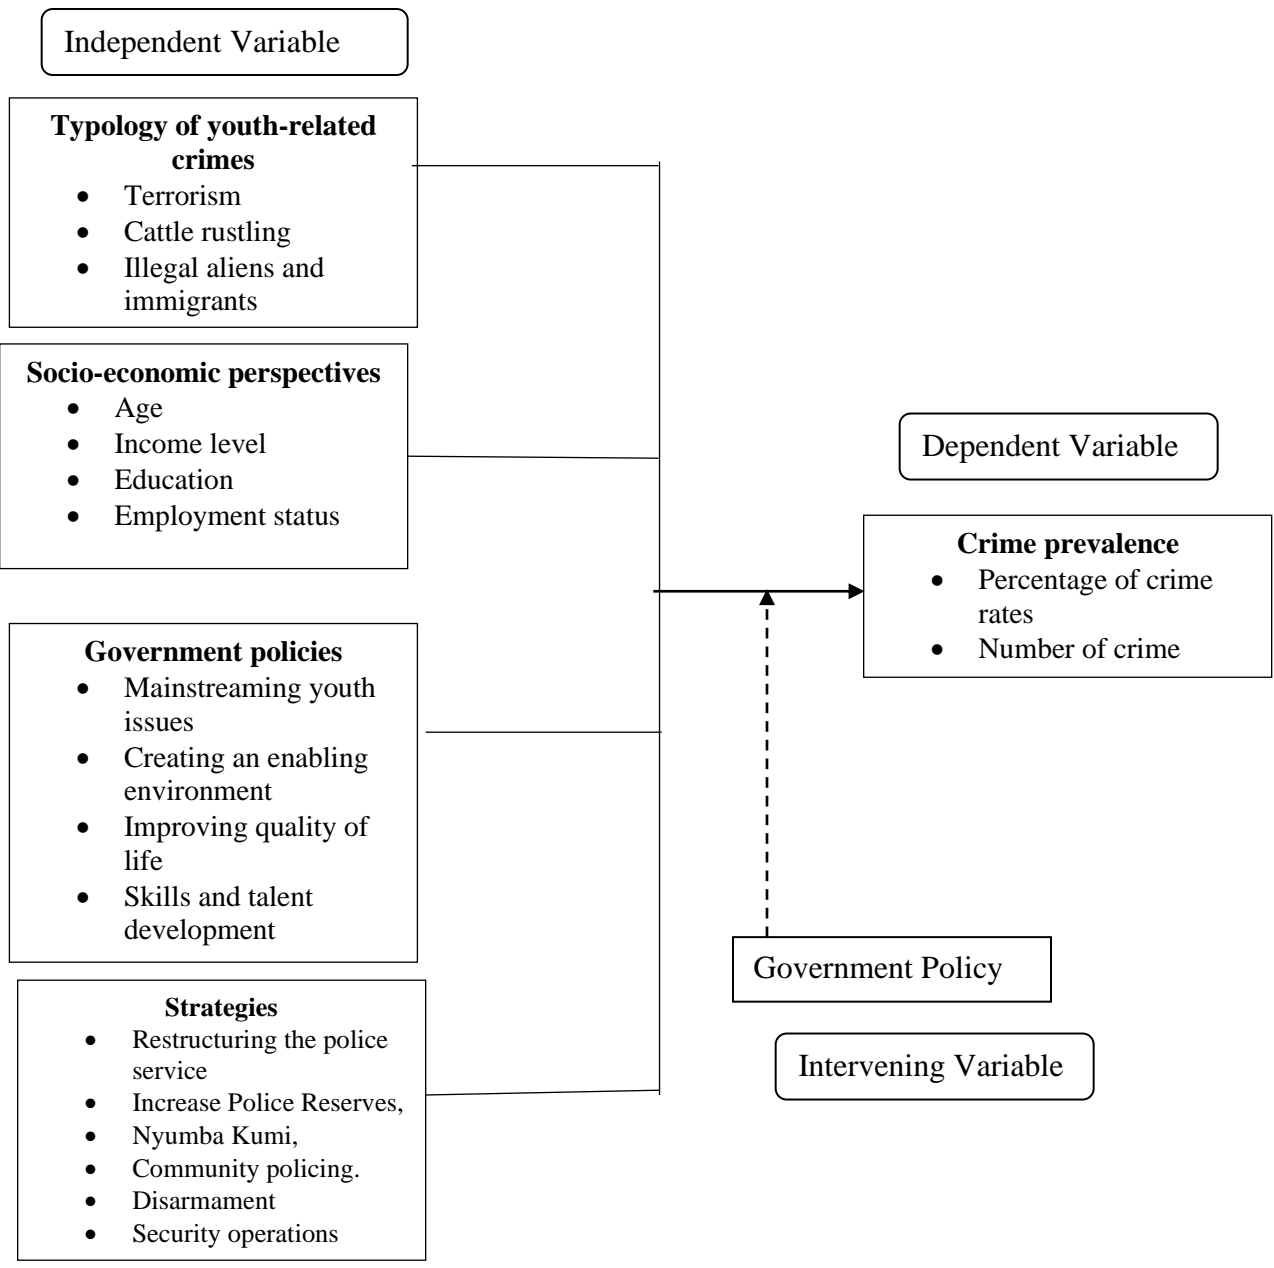 Independent Variable
Typology of youth-related
crimes
• Terrorism
• Cattle rustling
• Illegal aliens and
immigrants
Socio-economic perspectives
• Age
• Income level
• Education
• Employment status
Government policies
• Mainstreaming youth
issues
• Creating an enabling
environment
• Improving quality of
life
• Skills and talent
development
Strategies
• Restructuring the police
service
• Increase Police Reserves,
• Nyumba Kumi,
• Community policing.
• Disarmament
• Security operations
Dependent Variable
Crime prevalence
• Percentage of crime
rates
• Number of crime
Government Policy
Intervening Variable